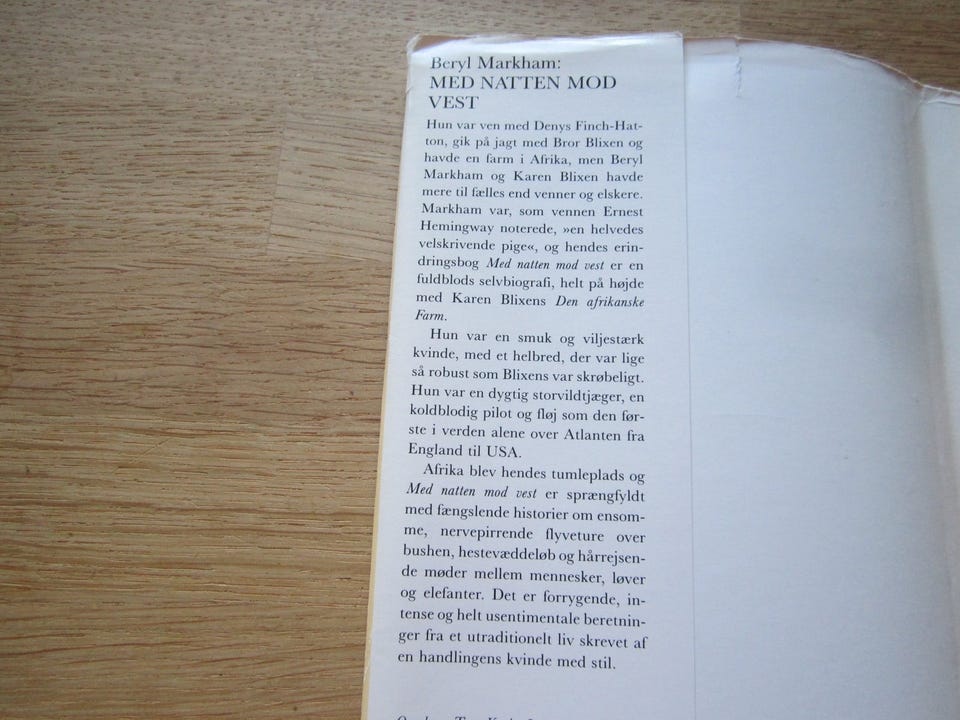 Beryl Markham:
MED NATTEN MOD
VEST
Hun var ven med Denys Finch-Hat-
ton, gik på jagt med Bror Blixen og
havde en farm i Afrika, men Beryl
Markham og Karen Blixen havde
mere til fælles end venner og elskere.
Markham var, som vennen Ernest
Hemingway noterede, »en helvedes
velskrivende pige«, og hendes erin-
dringsbog Med natten mod vest er en
fuldblods selvbiografi, helt på højde
med Karen Blixens Den afrikanske
Farm.
Hun var en smuk og viljestærk
kvinde, med et helbred, der var lige
så robust som Blixens var skrøbeligt.
Hun var en dygtig storvildtjæger, en
koldblodig pilot og fløj som den før-
ste i verden alene over Atlanten fra
England til USA.
Afrika blev hendes tumleplads og
Med natten mod vest er sprængfyldt
med fængslende historier om ensom-
me, nervepirrende flyveture over
bushen, hestevæddeløb og hårrejsen-
de møder mellem mennesker, løver
og elefanter. Det er forrygende, in-
tense og helt usentimentale beretnin-
ger fra et utraditionelt liv skrevet af
en handlingens kvinde med stil.